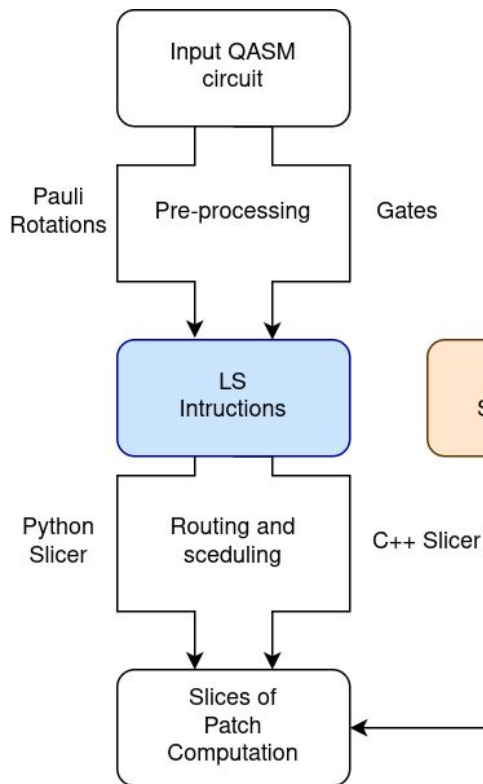 Input QASM
circuit
Pauli
Rotations
Pre-processing
Gates
LS
Intructions
S
Python
Slicer
Routing and
sceduling
C++ Slicer
Slices of
Patch
Computation